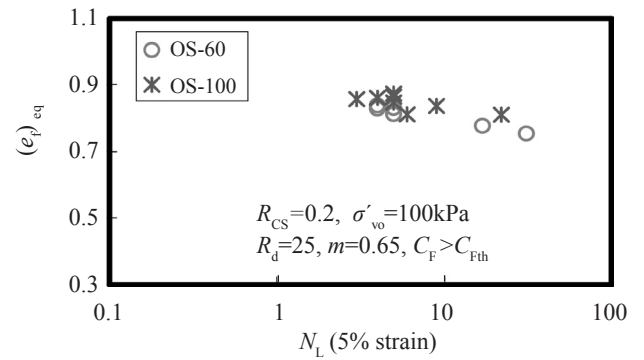 1.1
0.9
0.7
0.5
0.3
(e_f)_eq
OS-60
OS-100
R_CS=0.2, σ´_vo=100kPa
R_d=25, m=0.65, C_F>C_Fth
0.1 1 10 100
N_L (5% strain)